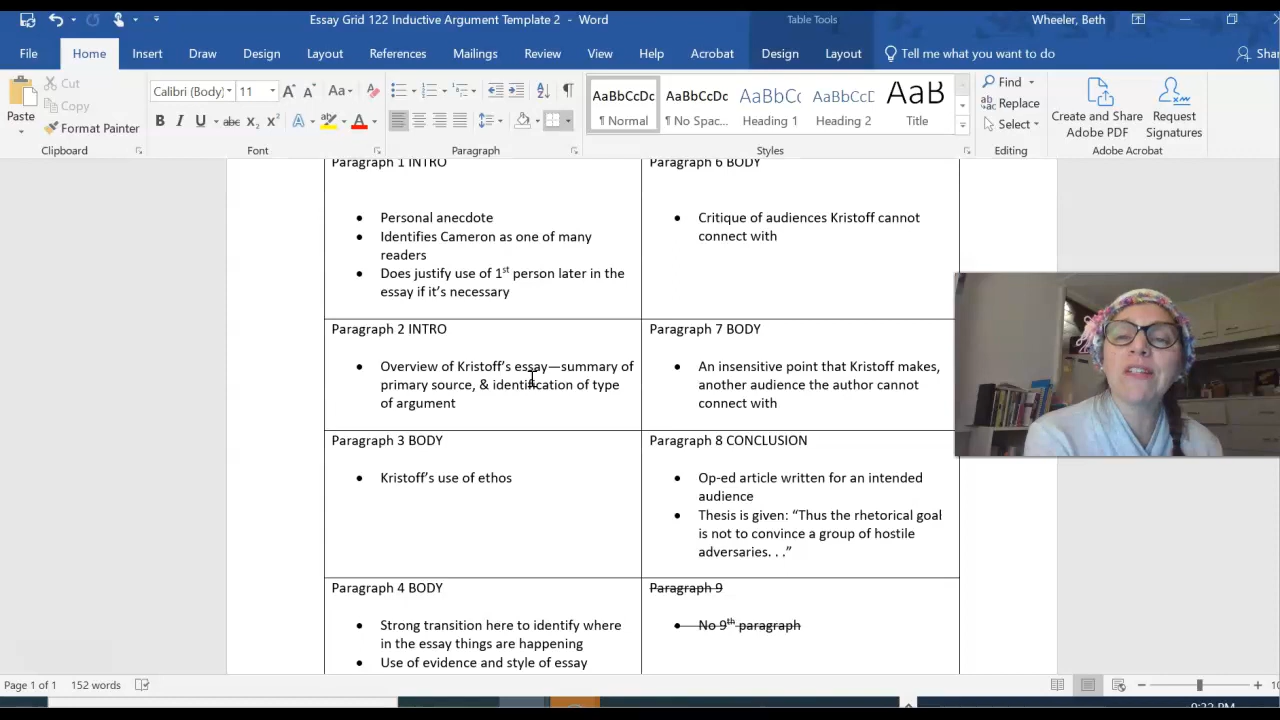 Essay Grid 122 Inductive Argument Template 2 - Word
Table Tools
Wheeler, Beth
File Home Insert Draw Design Layout References Mailings Review View Help Acrobat Design Layout Tell me what you want to do
Paste
Cut
Copy
Format Painter
Clipboard
Calibri (Body) 11
Font
Paragraph
AaBbCcDc AaBbCcDc AaBbCc AaBbCcD AaB
¶ Normal ¶ No Spac... Heading 1 Heading 2 Title
Styles
Find
Replace
Select
Editing
Create and Share Adobe PDF
Request Signatures
Adobe Acrobat
Paragraph 1 INTRO
• Personal anecdote
• Identifies Cameron as one of many
readers
• Does justify use of 1st person later in the
essay if it's necessary
Paragraph 6 BODY
• Critique of audiences Kristoff cannot
connect with
Paragraph 2 INTRO
• Overview of Kristoff's essay—summary of
primary source, & identification of type
of argument
Paragraph 7 BODY
• An insensitive point that Kristoff makes,
another audience the author cannot
connect with
Paragraph 3 BODY
• Kristoff's use of ethos
Paragraph 8 CONCLUSION
• Op-ed article written for an intended
audience
• Thesis is given: "Thus the rhetorical goal
is not to convince a group of hostile
adversaries. . ."
Paragraph 4 BODY
• Strong transition here to identify where
in the essay things are happening
• Use of evidence and style of essay
Paragraph 9
• No 9th paragraph
Page 1 of 1 152 words